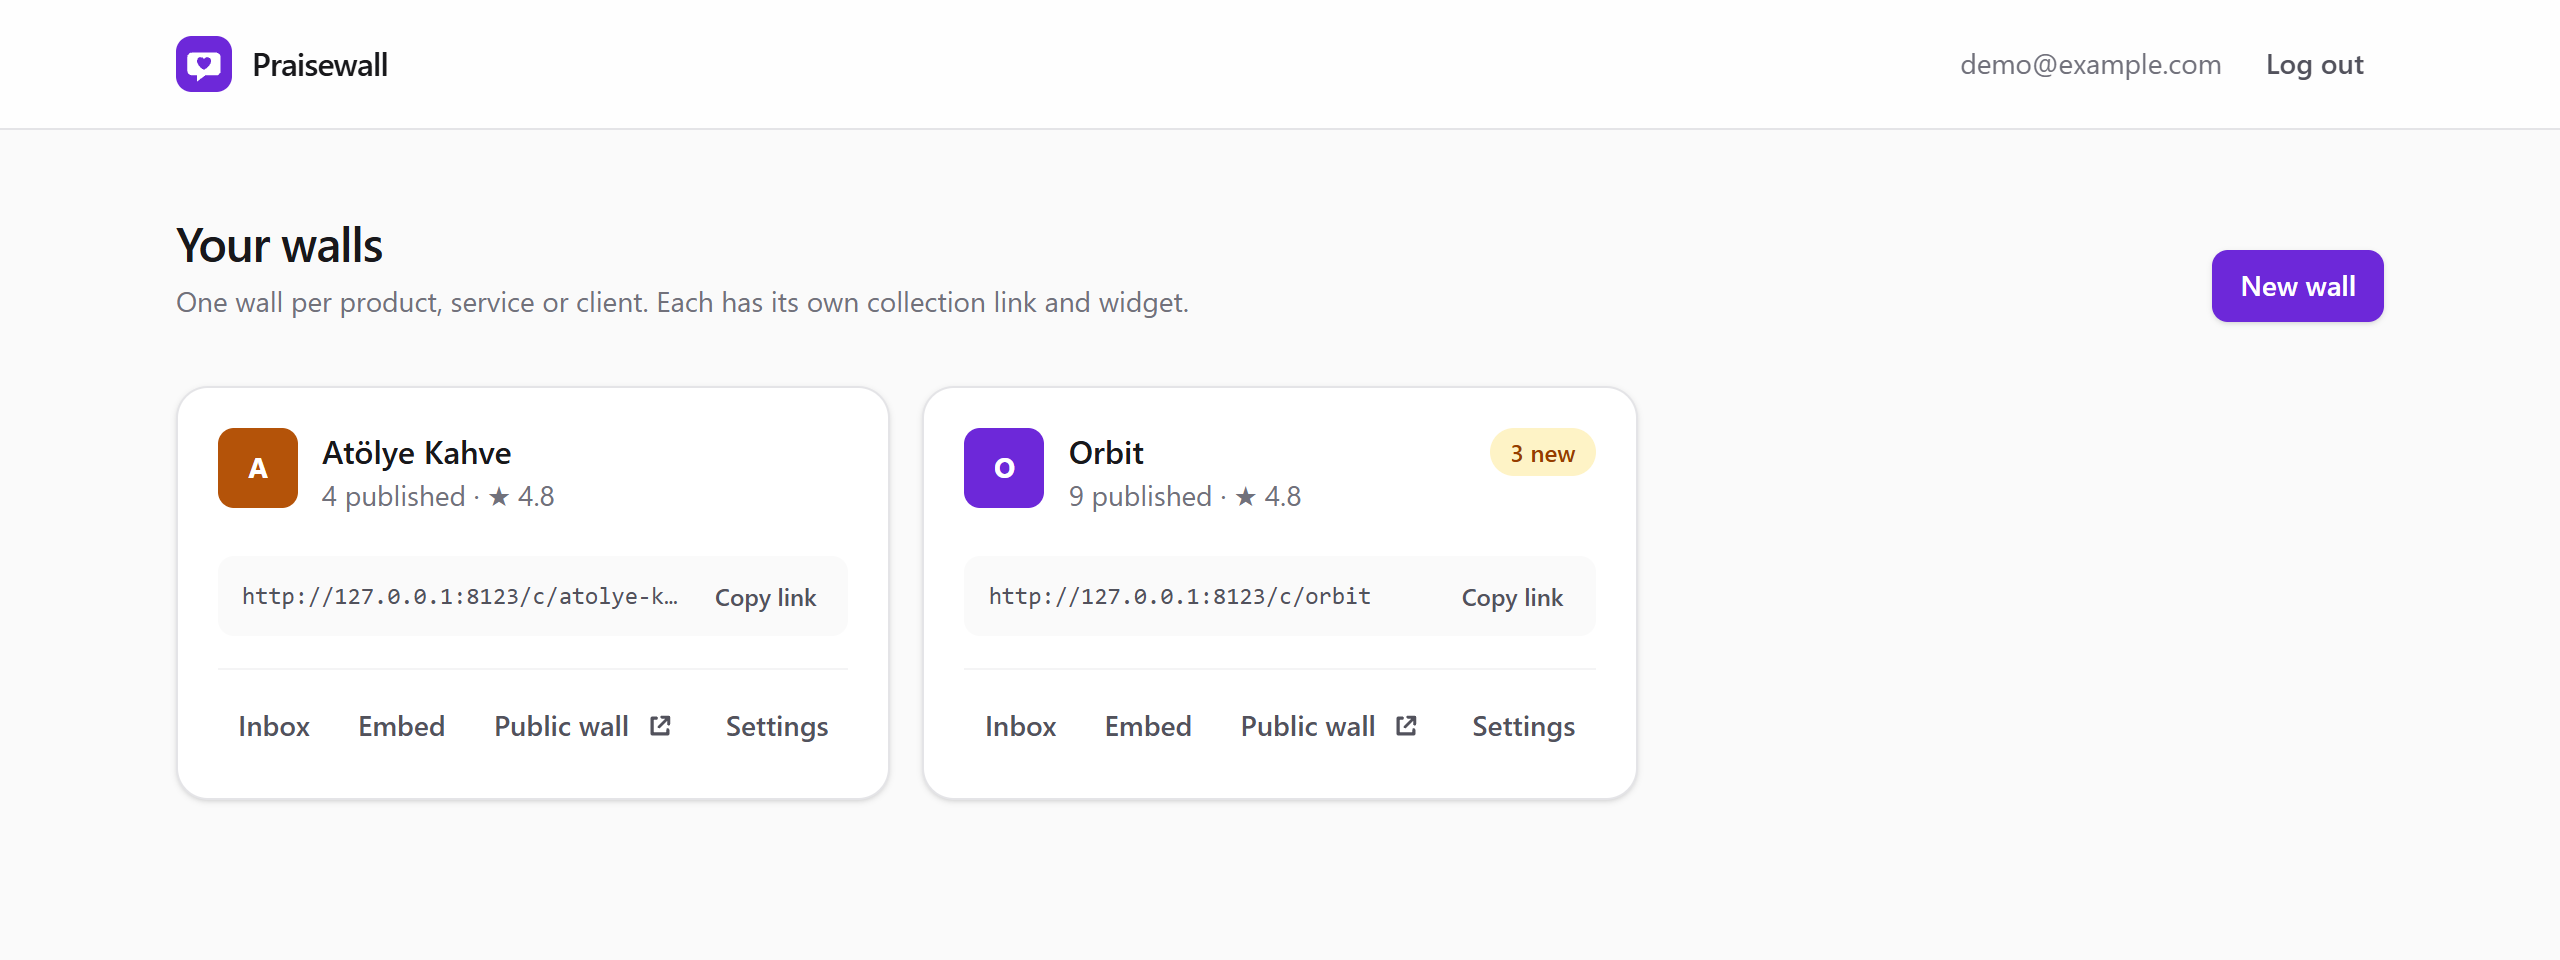 Praisewall
demo@example.com Log out
Your walls
One wall per product, service or client. Each has its own collection link and widget.
New wall
A
Atölye Kahve
4 published · ★ 4.8
http://127.0.0.1:8123/c/atolye-k… Copy link
Inbox Embed Public wall Settings
O
Orbit
3 new
9 published · ★ 4.8
http://127.0.0.1:8123/c/orbit Copy link
Inbox Embed Public wall Settings